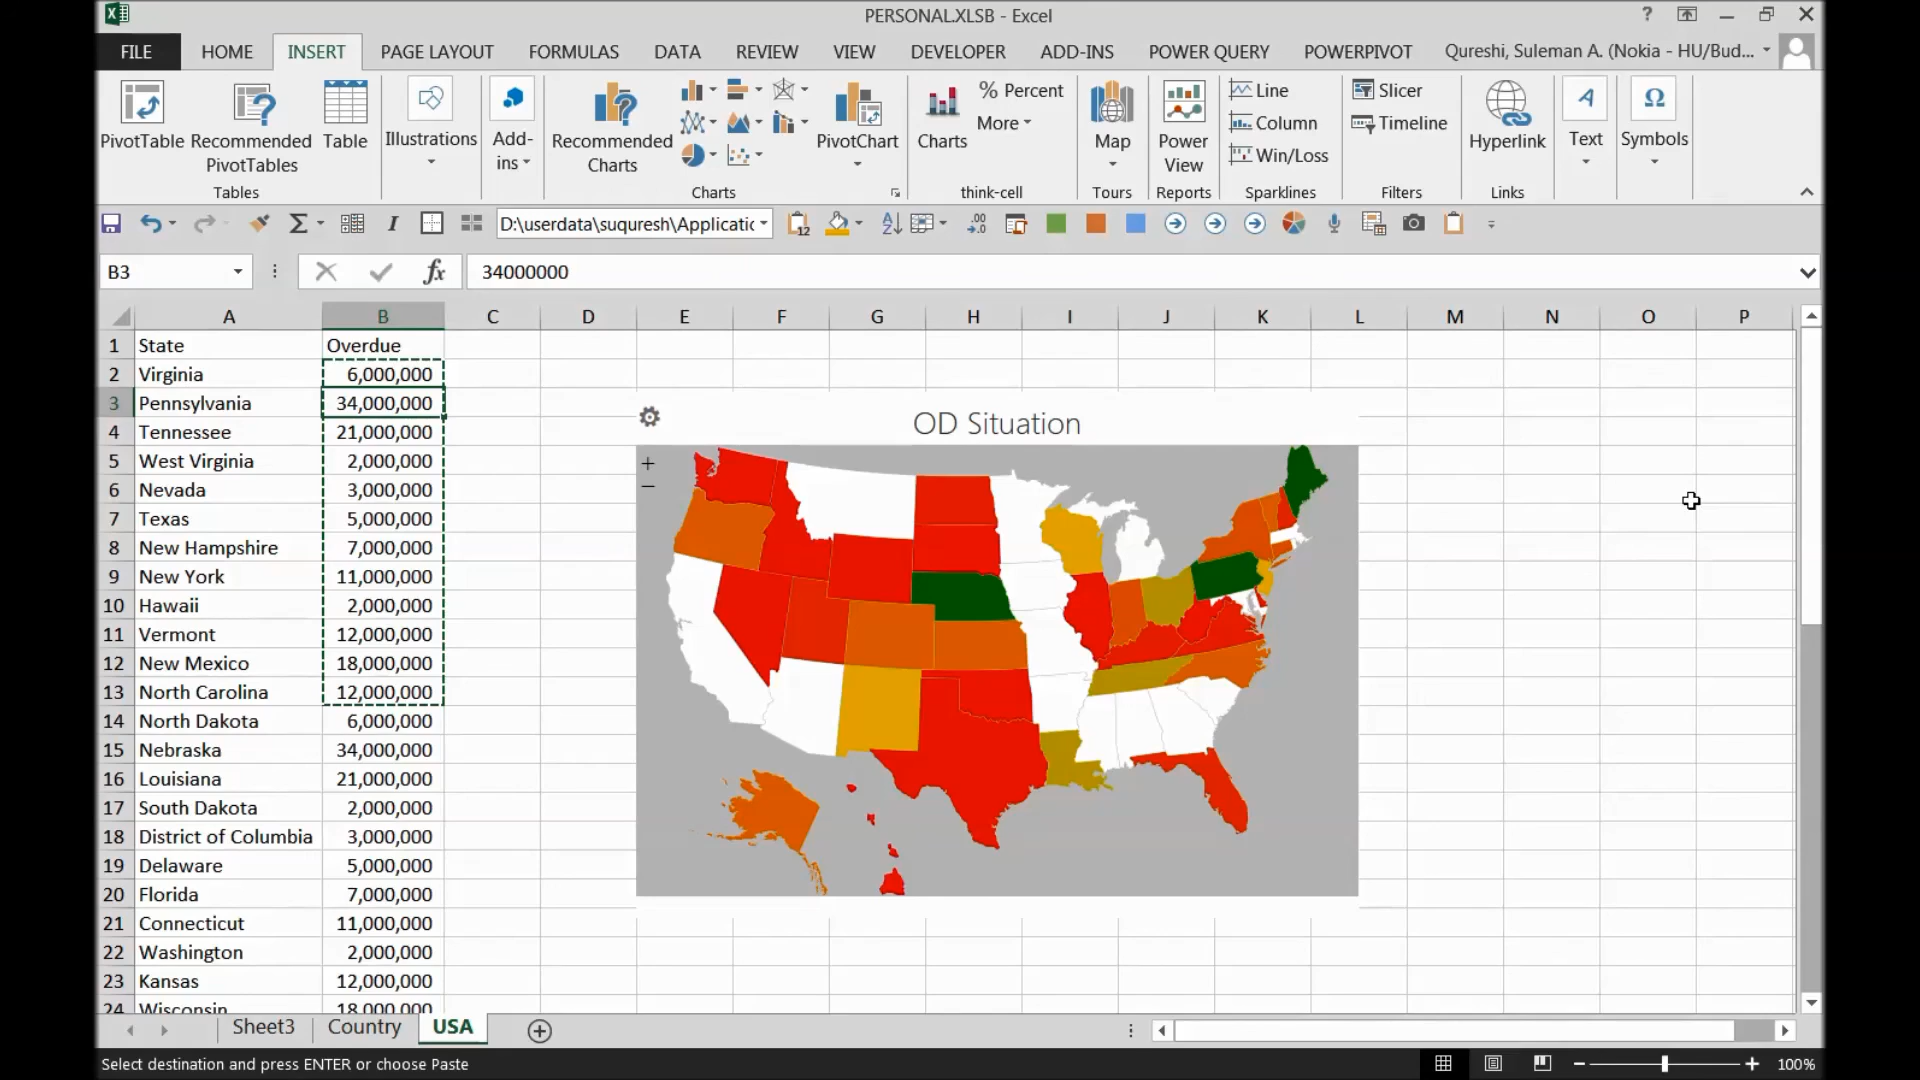 PERSONAL.XLSB - Excel
?
FILE HOME INSERT PAGE LAYOUT FORMULAS DATA REVIEW VIEW DEVELOPER ADD-INS POWER QUERY POWERPIVOT Qureshi, Suleman A. (Nokia - HU/Bud...
PivotTable
Recommended
PivotTables
Table
Tables
Illustrations
Add-
ins
Recommended
Charts
PivotChart
Charts
Charts
% Percent
More
think-cell
Map
Tours
Power
View
Reports
Line
Column
Win/Loss
Sparklines
Slicer
Timeline
Filters
Hyperlink
Links
Text
Symbols
D:\userdata\suquresh\Applicatic
B3 fx 34000000
A B C D E F G H I J K L M N O P
1 State Overdue
2 Virginia 6,000,000
3 Pennsylvania 34,000,000
4 Tennessee 21,000,000
5 West Virginia 2,000,000
6 Nevada 3,000,000
7 Texas 5,000,000
8 New Hampshire 7,000,000
9 New York 11,000,000
10 Hawaii 2,000,000
11 Vermont 12,000,000
12 New Mexico 18,000,000
13 North Carolina 12,000,000
14 North Dakota 6,000,000
15 Nebraska 34,000,000
16 Louisiana 21,000,000
17 South Dakota 2,000,000
18 District of Columbia 3,000,000
19 Delaware 5,000,000
20 Florida 7,000,000
21 Connecticut 11,000,000
22 Washington 2,000,000
23 Kansas 12,000,000
24 Wisconsin 18,000,000
OD Situation
+
−
Sheet3 Country USA
Select destination and press ENTER or choose Paste
100%